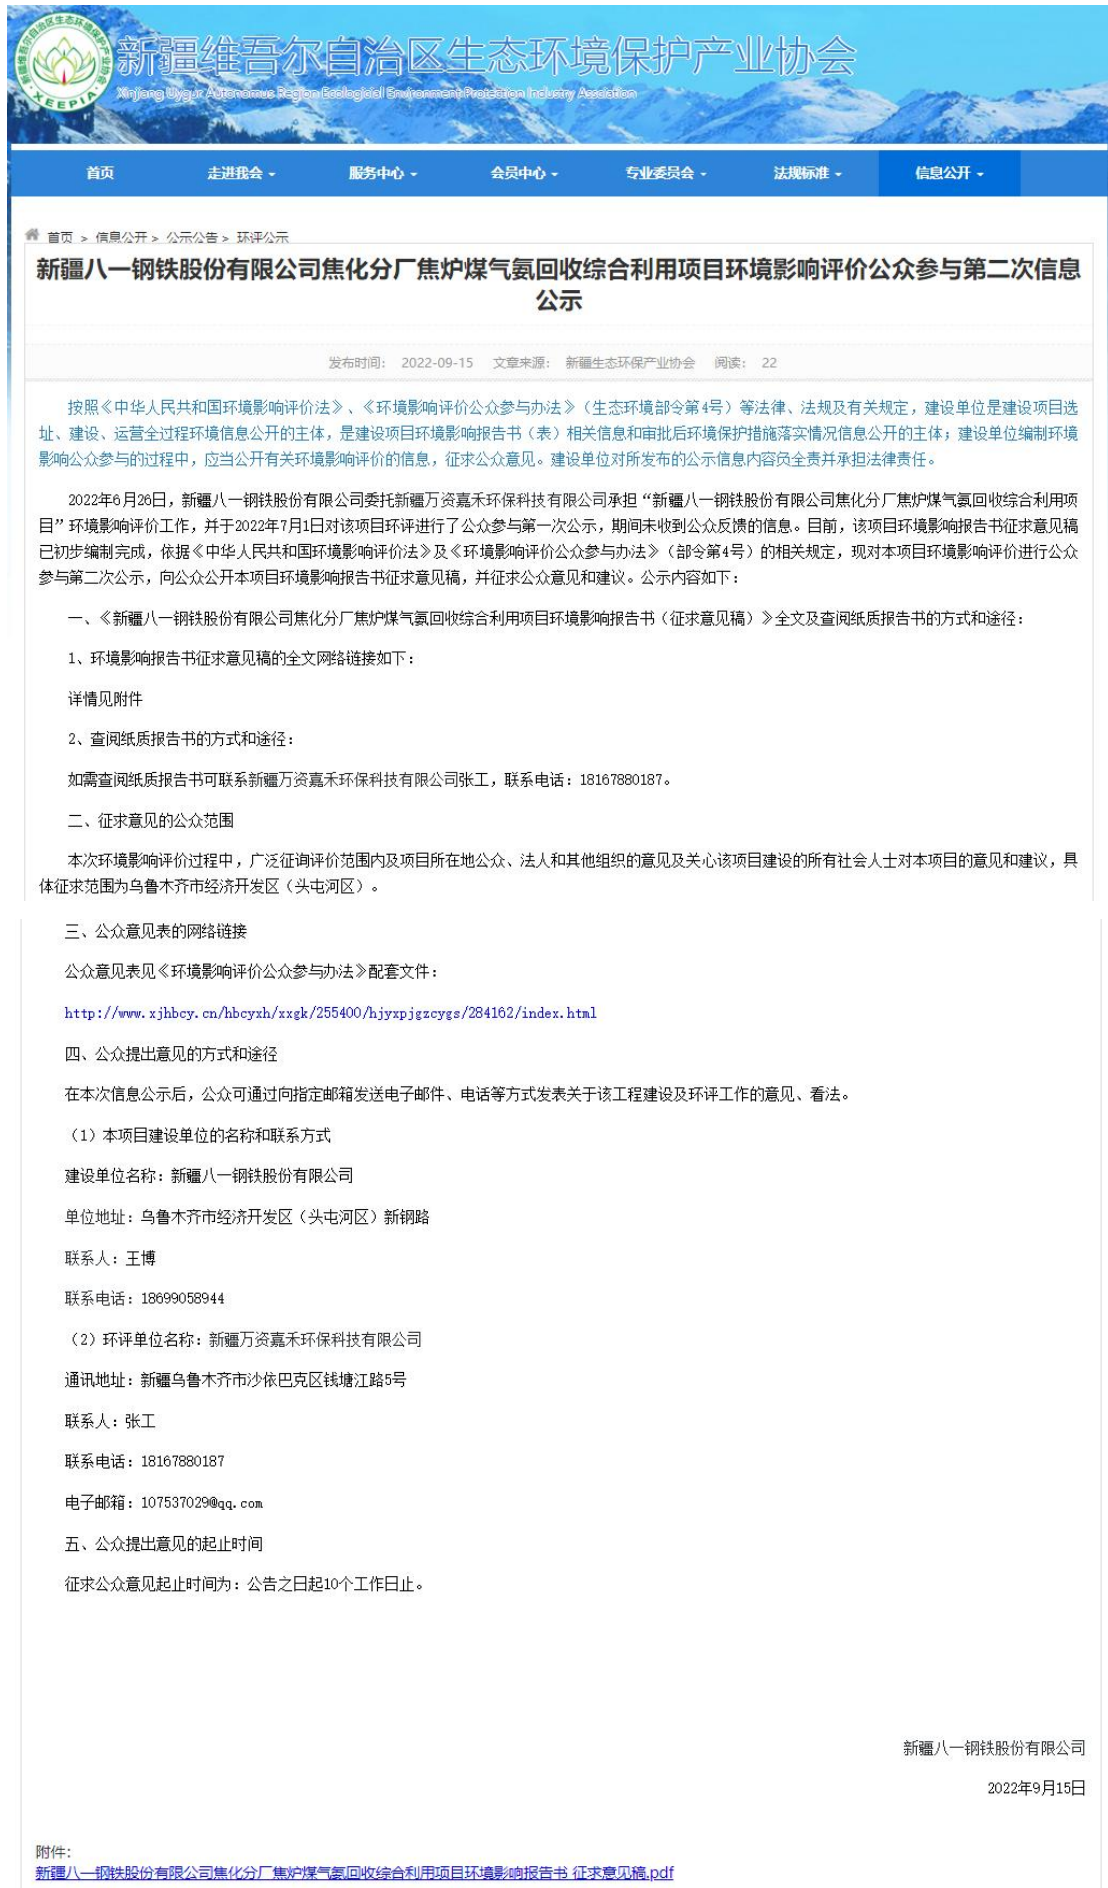 新疆维吾尔自治区生态环境保护产业协会
XEEPIA
首页 走进我会 服务中心 会员中心 专业委员会 法规标准 信息公开
首页 > 信息公开 > 公示公告 > 环评公示
新疆八一钢铁股份有限公司焦化分厂焦炉煤气氨回收综合利用项目环境影响评价公众参与第二次信息
公示
发布时间: 2022-09-15 文章来源: 新疆生态环保产业协会 阅读: 22
按照《中华人民共和国环境影响评价法》、《环境影响评价公众参与办法》（生态环境部令第4号）等法律、法规及有关规定，建设单位是建设项目选
址、建设、运营全过程环境信息公开的主体，是建设项目环境影响报告书（表）相关信息和审批后环境保护措施落实情况信息公开的主体；建设单位编制环境
影响公众参与的过程中，应当公开有关环境影响评价的信息，征求公众意见。建设单位对所发布的公示信息内容负全责并承担法律责任。
2022年6月26日，新疆八一钢铁股份有限公司委托新疆万资嘉禾环保科技有限公司承担“新疆八一钢铁股份有限公司焦化分厂焦炉煤气氨回收综合利用项
目”环境影响评价工作，并于2022年7月1日对该项目环评进行了公众参与第一次公示，期间未收到公众反馈的信息。目前，该项目环境影响报告书征求意见稿
已初步编制完成，依据《中华人民共和国环境影响评价法》及《环境影响评价公众参与办法》（部令第4号）的相关规定，现对本项目环境影响评价进行公众
参与第二次公示，向公众公开本项目环境影响报告书征求意见稿，并征求公众意见和建议。公示内容如下：
一、《新疆八一钢铁股份有限公司焦化分厂焦炉煤气氨回收综合利用项目环境影响报告书（征求意见稿）》全文及查阅纸质报告书的方式和途径：
1、环境影响报告书征求意见稿的全文网络链接如下：
详情见附件
2、查阅纸质报告书的方式和途径：
如需查阅纸质报告书可联系新疆万资嘉禾环保科技有限公司张工，联系电话：18167880187。
二、征求意见的公众范围
本次环境影响评价过程中，广泛征询评价范围内及项目所在地公众、法人和其他组织的意见及关心该项目建设的所有社会人士对本项目的意见和建议，具
体征求范围为乌鲁木齐市经济开发区（头屯河区）。
三、公众意见表的网络链接
公众意见表见《环境影响评价公众参与办法》配套文件：
http://www.xjhbcy.cn/hbcyxh/xxgk/255400/hjyxpjgzcygs/284162/index.html
四、公众提出意见的方式和途径
在本次信息公示后，公众可通过向指定邮箱发送电子邮件、电话等方式发表关于该工程建设及环评工作的意见、看法。
（1）本项目建设单位的名称和联系方式
建设单位名称：新疆八一钢铁股份有限公司
单位地址：乌鲁木齐市经济开发区（头屯河区）新钢路
联系人：王博
联系电话：18699058944
（2）环评单位名称：新疆万资嘉禾环保科技有限公司
通讯地址：新疆乌鲁木齐市沙依巴克区钱塘江路5号
联系人：张工
联系电话：18167880187
电子邮箱：107537029@qq.com
五、公众提出意见的起止时间
征求公众意见起止时间为：公告之日起10个工作日止。
新疆八一钢铁股份有限公司
2022年9月15日
附件:
新疆八一钢铁股份有限公司焦化分厂焦炉煤气氨回收综合利用项目环境影响报告书 征求意见稿.pdf